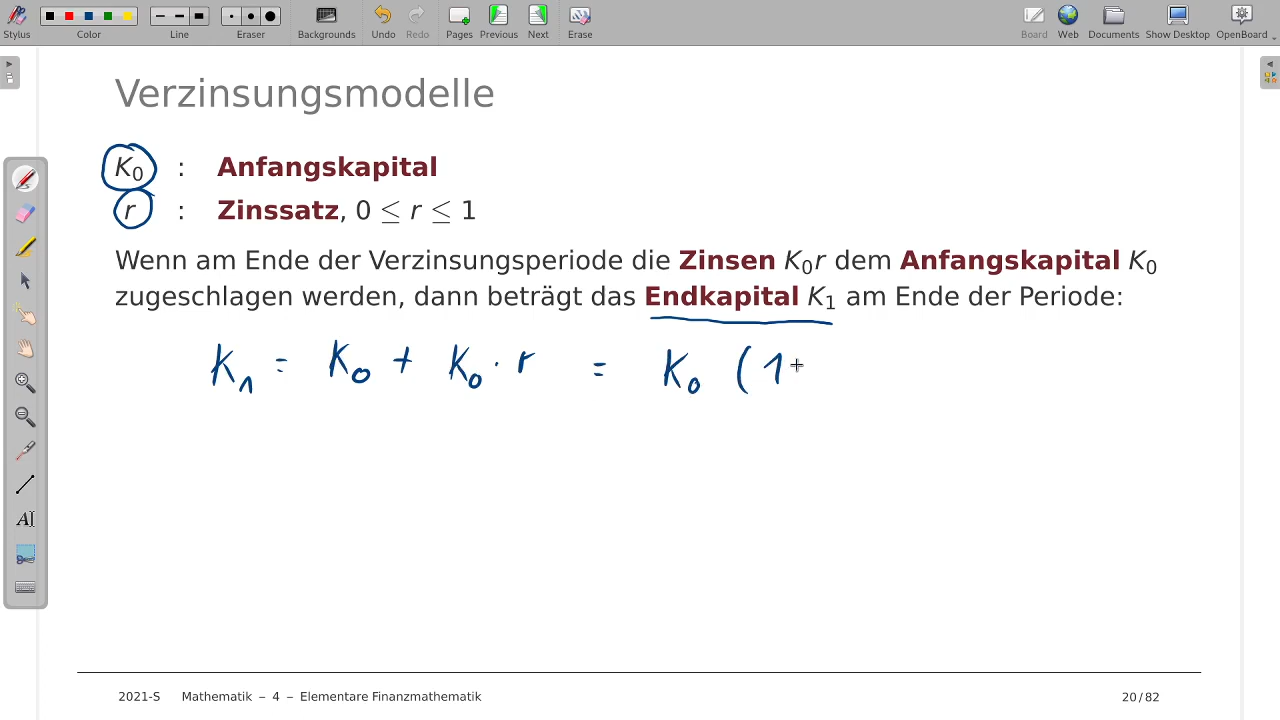 Stylus Color Line Eraser Backgrounds Undo Redo Pages Previous Next Erase Board Web Documents Show Desktop OpenBoard
Verzinsungsmodelle
K₀ : Anfangskapital
r : Zinssatz, 0 ≤ r ≤ 1
Wenn am Ende der Verzinsungsperiode die Zinsen K₀r dem Anfangskapital K₀
zugeschlagen werden, dann beträgt das Endkapital K₁ am Ende der Periode:
K₁ = K₀ + K₀ · r = K₀ (1
2021-S Mathematik – 4 – Elementare Finanzmathematik 20/82